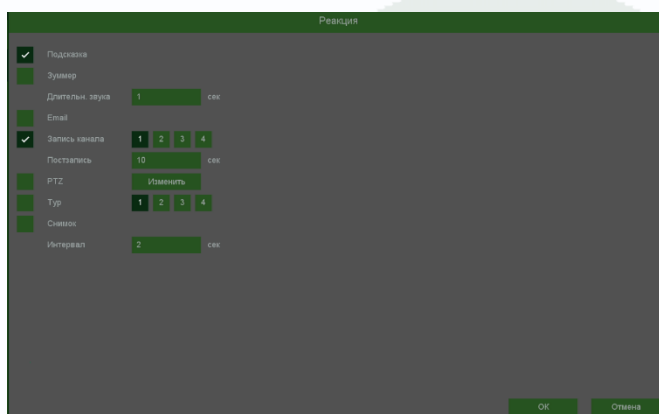 Реакция
Подсказка
Зуммер
Длительн. звука 1 сек
Email
Запись канала 1 2 3 4
Постзапись 10 сек
PTZ Изменить
Тур 1 2 3 4
Снимок
Интервал 2 сек
OK Отмена